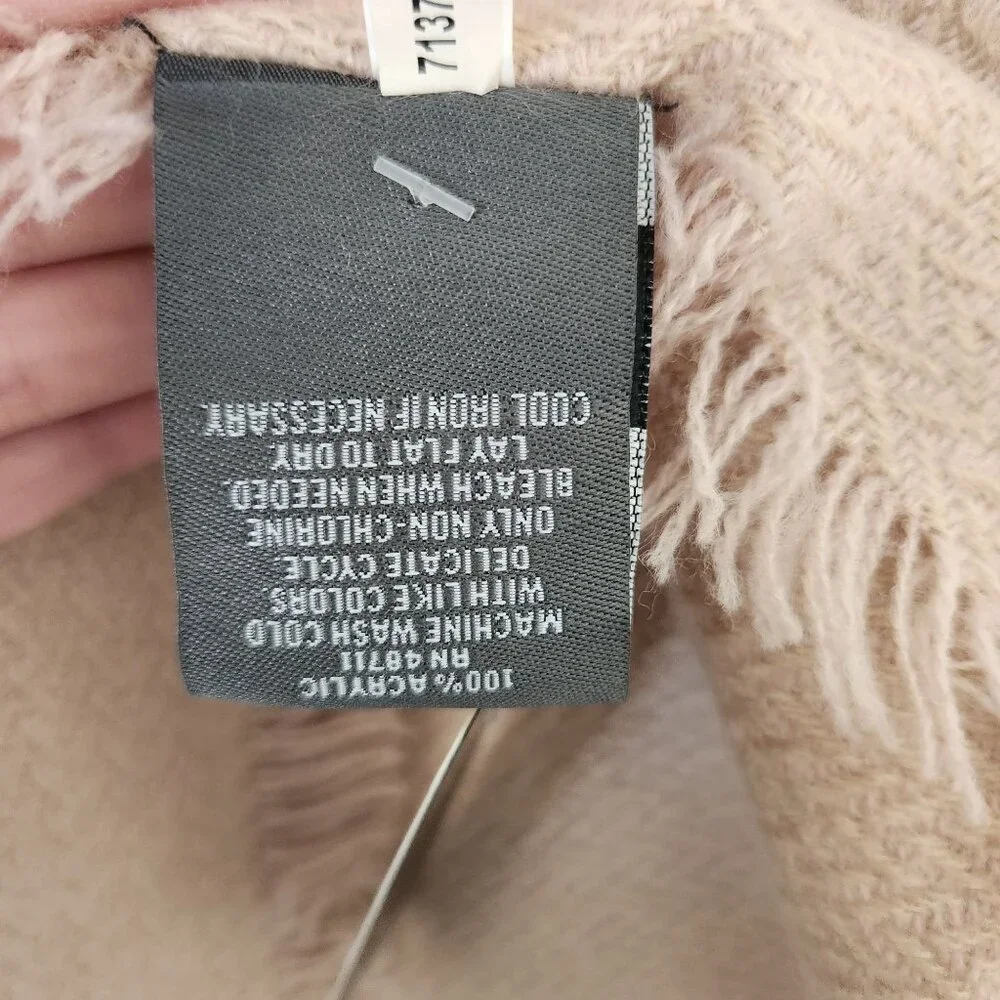 100% ACRYLIC
RN 48711
MACHINE WASH COLD
WITH LIKE COLORS.
DELICATE CYCLE.
ONLY NON-CHLORINE
BLEACH WHEN NEEDED.
LAY FLAT TO DRY.
COOL IRON IF NECESSARY.
7137